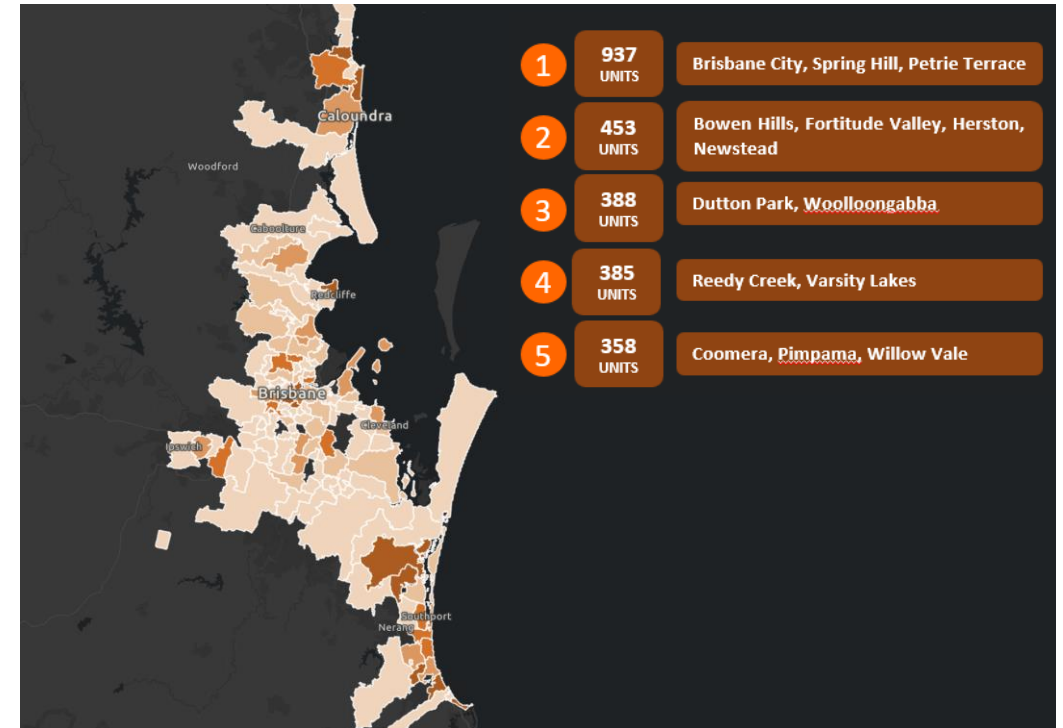 1
937
UNITS
Brisbane City, Spring Hill, Petrie Terrace
2
453
UNITS
Bowen Hills, Fortitude Valley, Herston,
Newstead
3
388
UNITS
Dutton Park, Woolloongabba
4
385
UNITS
Reedy Creek, Varsity Lakes
5
358
UNITS
Coomera, Pimpama, Willow Vale
Caloundra
Woodford
Caboolture
Redcliffe
Brisbane
Cleveland
Ipswich
Southport
Nerang